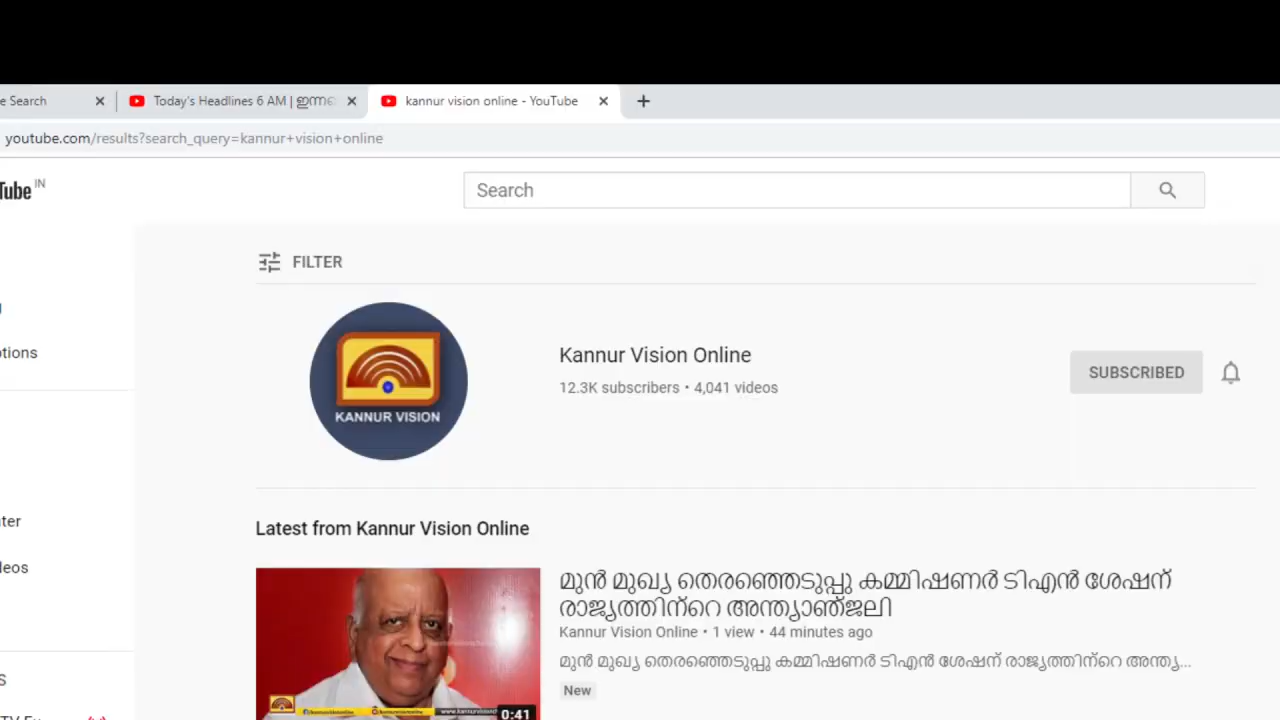 e Search
Today's Headlines 6 AM |
kannur vision online - YouTube
youtube.com/results?search_query=kannur+vision+online
Tube IN
Search
FILTER
KANNUR VISION
Kannur Vision Online
12.3K subscribers • 4,041 videos
SUBSCRIBED
otions
ter
leos
S
Latest from Kannur Vision Online
മുൻ മുഖ്യ തെരഞ്ഞെടുപ്പു കമ്മിഷണർ ടിഎൻ ശേഷന്
രാജ്യത്തിന്റെ അന്ത്യാഞ്ജലി
Kannur Vision Online • 1 view • 44 minutes ago
മുൻ മുഖ്യ തെരഞ്ഞെടുപ്പു കമ്മിഷണർ ടിഎൻ ശേഷന് രാജ്യത്തിന്റെ അന്ത്യ...
New
0:41